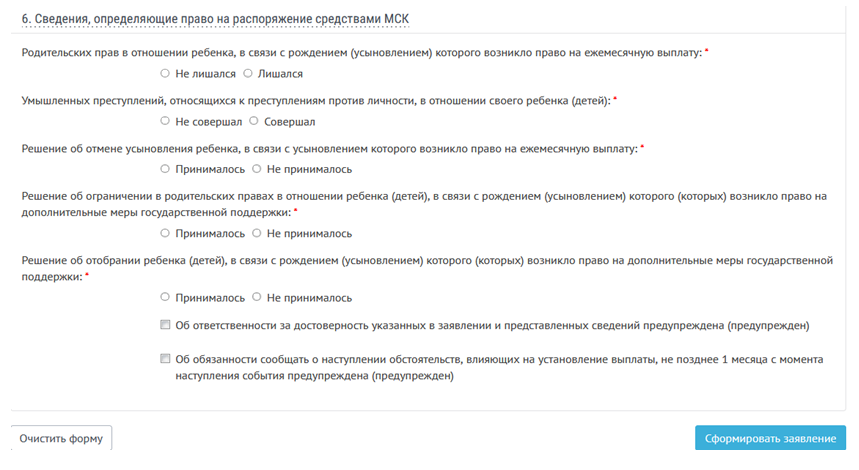 6. Сведения, определяющие право на распоряжение средствами МСК
Родительских прав в отношении ребенка, в связи с рождением (усыновлением) которого возникло право на ежемесячную выплату: *
Не лишался Лишался
Умышленных преступлений, относящихся к преступлениям против личности, в отношении своего ребенка (детей): *
Не совершал Совершал
Решение об отмене усыновления ребенка, в связи с усыновлением которого возникло право на ежемесячную выплату: *
Принималось Не принималось
Решение об ограничении в родительских правах в отношении ребенка (детей), в связи с рождением (усыновлением) которого (которых) возникло право на
дополнительные меры государственной поддержки: *
Принималось Не принималось
Решение об отобрании ребенка (детей), в связи с рождением (усыновлением) которого (которых) возникло право на дополнительные меры государственной
поддержки: *
Принималось Не принималось
Об ответственности за достоверность указанных в заявлении и представленных сведений предупреждена (предупрежден)
Об обязанности сообщать о наступлении обстоятельств, влияющих на установление выплаты, не позднее 1 месяца с момента
наступления события предупреждена (предупрежден)
Очистить форму Сформировать заявление